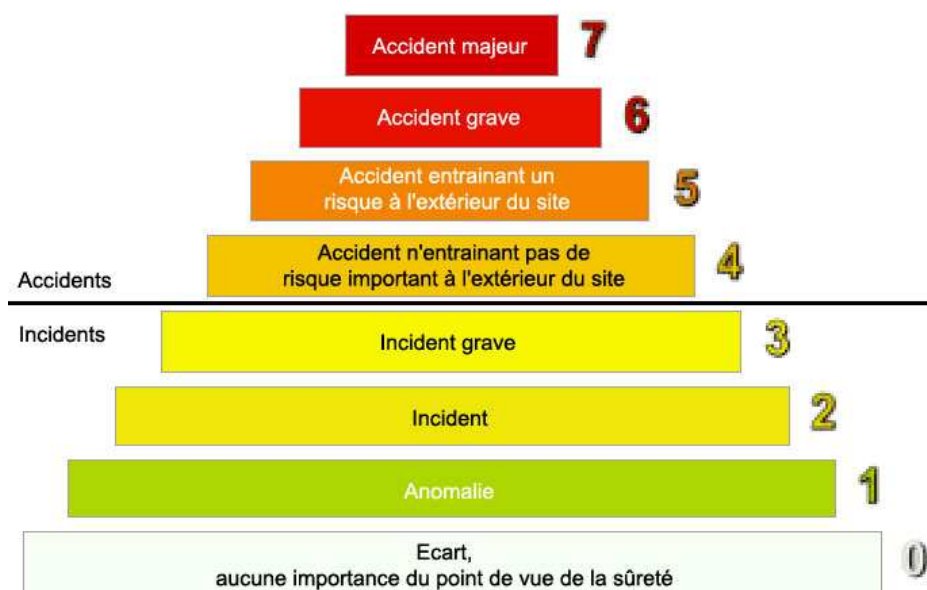 Accident majeur 7
Accident grave 6
Accident entrainant un
risque à l'extérieur du site 5
Accident n'entrainant pas de
risque important à l'extérieur du site 4
Accidents
Incidents
Incident grave 3
Incident 2
Anomalie 1
Ecart,
aucune importance du point de vue de la sûreté 0